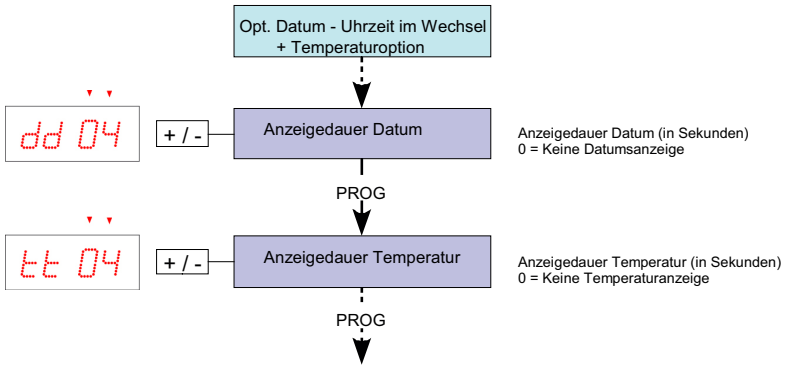 Opt. Datum - Uhrzeit im Wechsel
+ Temperaturoption
dd 04
+ / -
Anzeigedauer Datum
Anzeigedauer Datum (in Sekunden)
0 = Keine Datumsanzeige
PROG
tt 04
+ / -
Anzeigedauer Temperatur
Anzeigedauer Temperatur (in Sekunden)
0 = Keine Temperaturanzeige
PROG